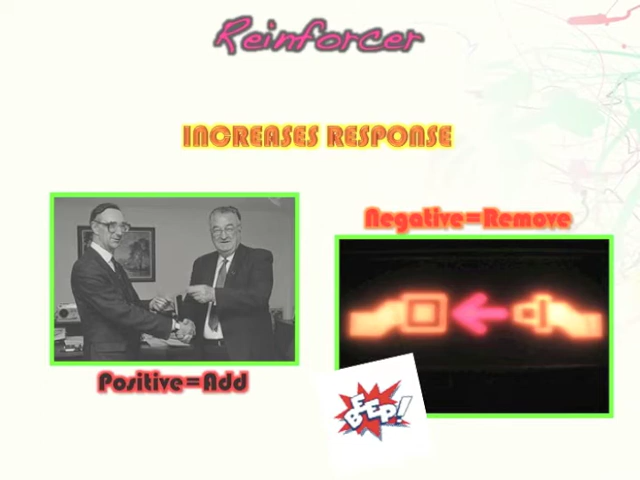 Reinforcer
INCREASES RESPONSE
Negative=Remove
Positive=Add
BEEP!